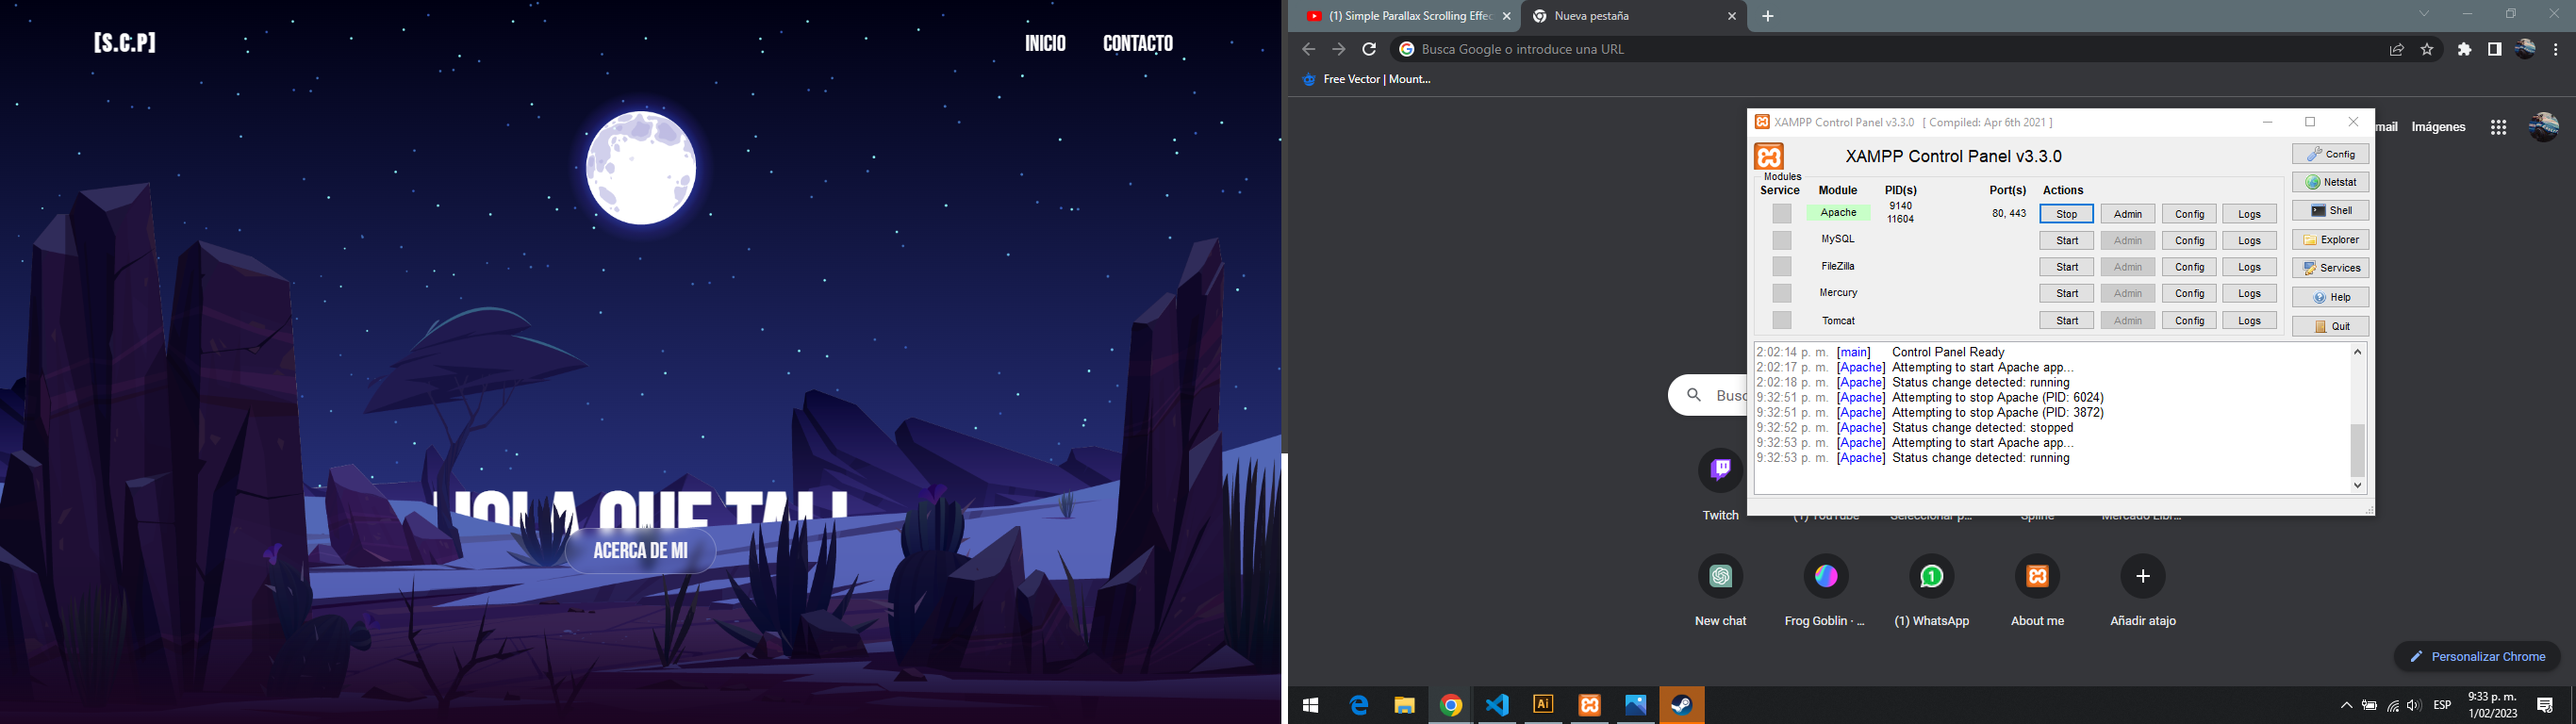 [S.C.P]
INICIO
CONTACTO
HOLA QUE TAL!
ACERCA DE MI
(1) Simple Parallax Scrolling Effec
Nueva pestaña
Busca Google o introduce una URL
Free Vector | Mount...
mail
Imágenes
XAMPP Control Panel v3.3.0 [ Compiled: Apr 6th 2021 ]
XAMPP Control Panel v3.3.0
Modules
Service Module PID(s) Port(s) Actions
Apache 9140 11604 80, 443 Stop Admin Config Logs
MySQL Start Admin Config Logs
FileZilla Start Admin Config Logs
Mercury Start Admin Config Logs
Tomcat Start Admin Config Logs
Config
Netstat
Shell
Explorer
Services
Help
Quit
2:02:14 p. m. [main] Control Panel Ready
2:02:17 p. m. [Apache] Attempting to start Apache app...
2:02:18 p. m. [Apache] Status change detected: running
9:32:51 p. m. [Apache] Attempting to stop Apache (PID: 6024)
9:32:51 p. m. [Apache] Attempting to stop Apache (PID: 3872)
9:32:52 p. m. [Apache] Status change detected: stopped
9:32:53 p. m. [Apache] Attempting to start Apache app...
9:32:53 p. m. [Apache] Status change detected: running
Busc
Twitch
(1) YouTube
Seleccionar p...
Spline
Mercado Libr...
New chat
Frog Goblin · ...
(1) WhatsApp
About me
Añadir atajo
Personalizar Chrome
Ai
ESP
9:33 p. m.
1/02/2023